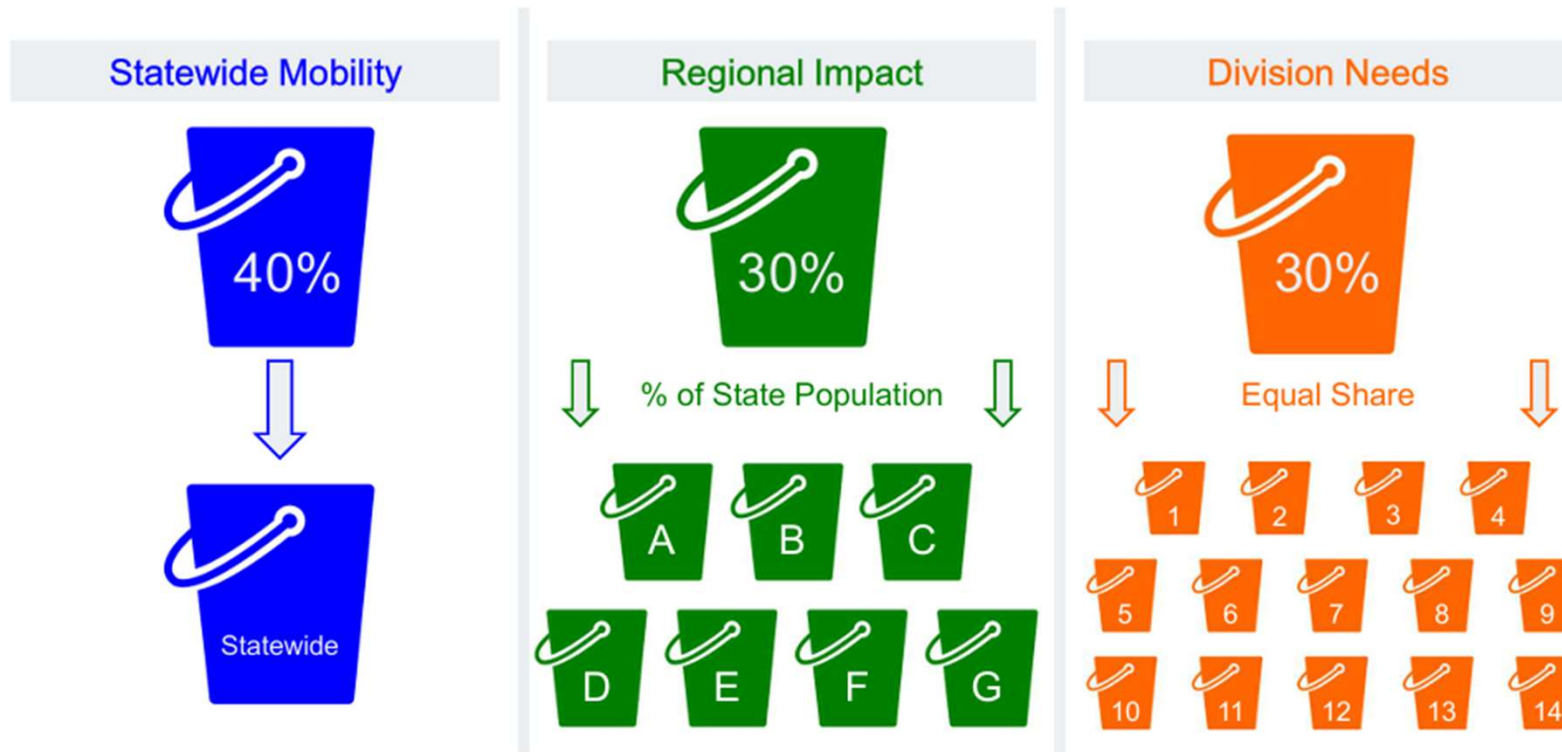 Statewide Mobility
40%
Statewide
Regional Impact
30%
% of State Population
A B C
D E F G
Division Needs
30%
Equal Share
1 2 3 4
5 6 7 8 9
10 11 12 13 14